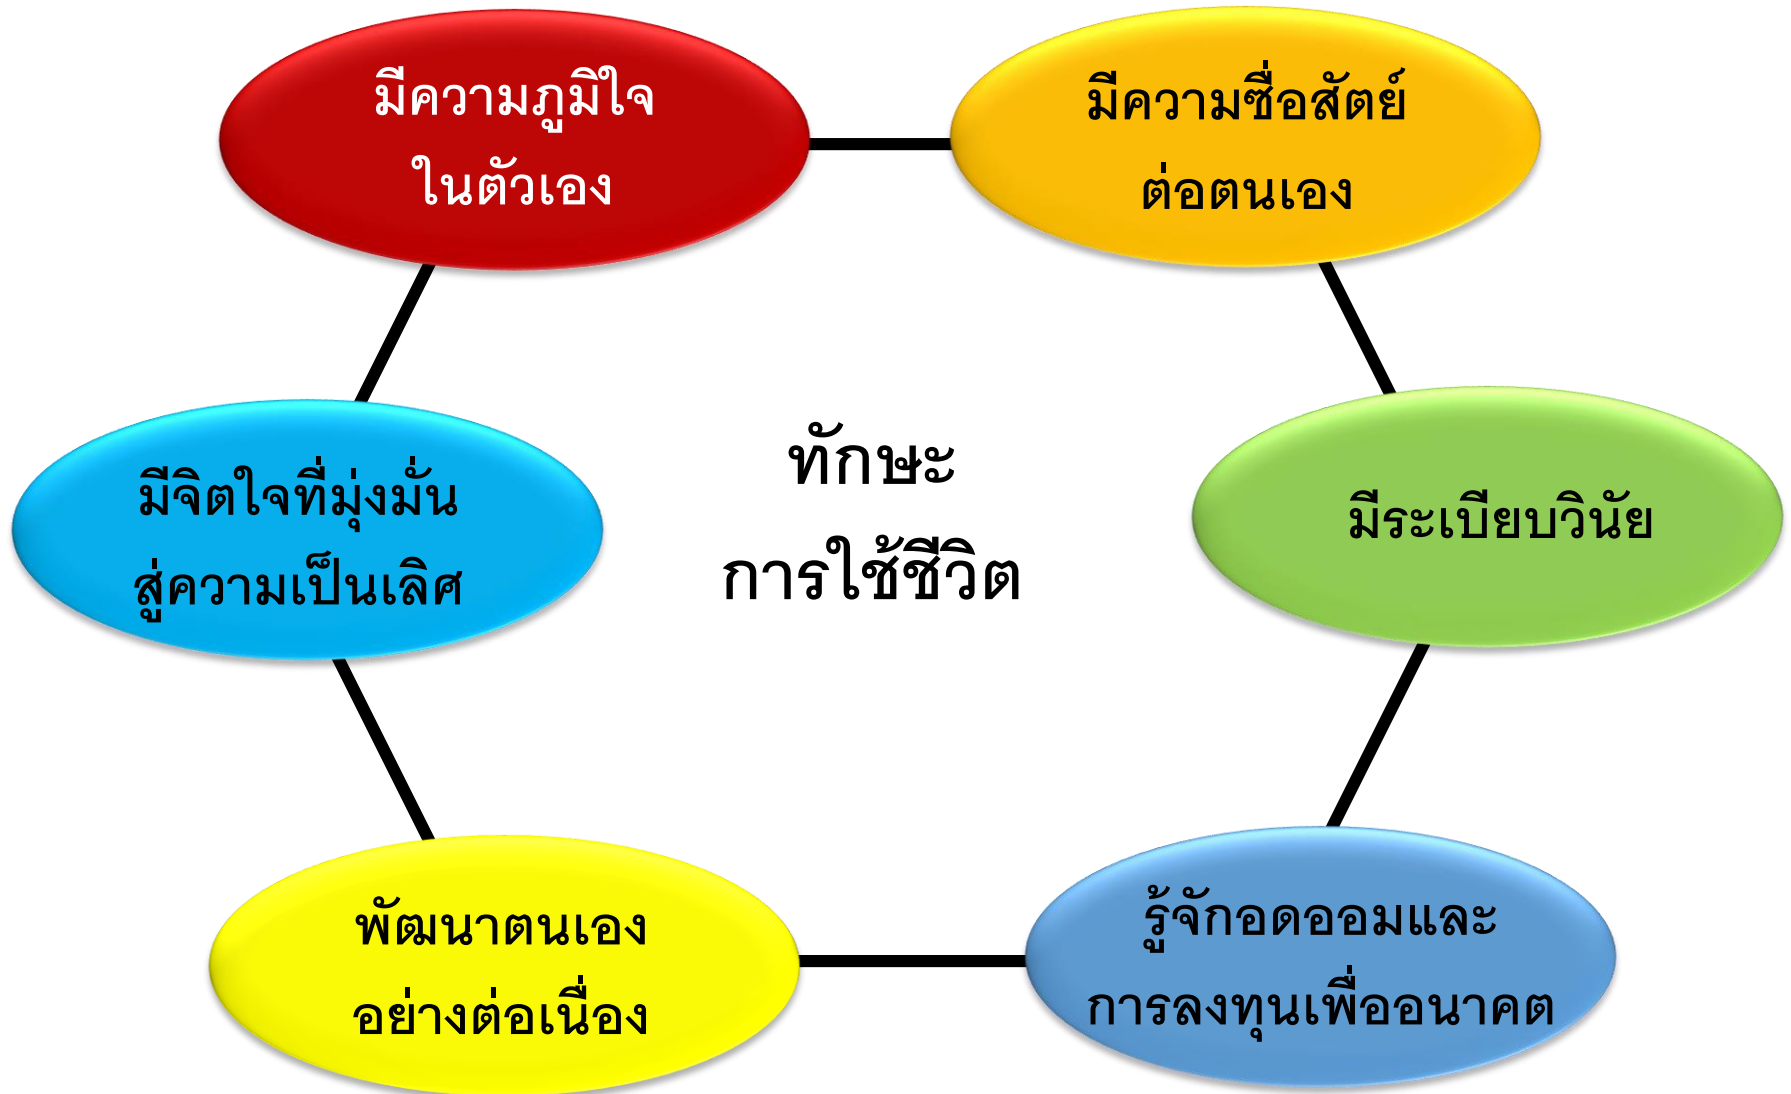 มีความภูมิใจ
ในตัวเอง
มีความซื่อสัตย์
ต่อตนเอง
มีจิตใจที่มุ่งมั่น
สู่ความเป็นเลิศ
ทักษะ
การใช้ชีวิต
มีระเบียบวินัย
พัฒนาตนเอง
อย่างต่อเนื่อง
รู้จักอดออมและ
การลงทุนเพื่ออนาคต